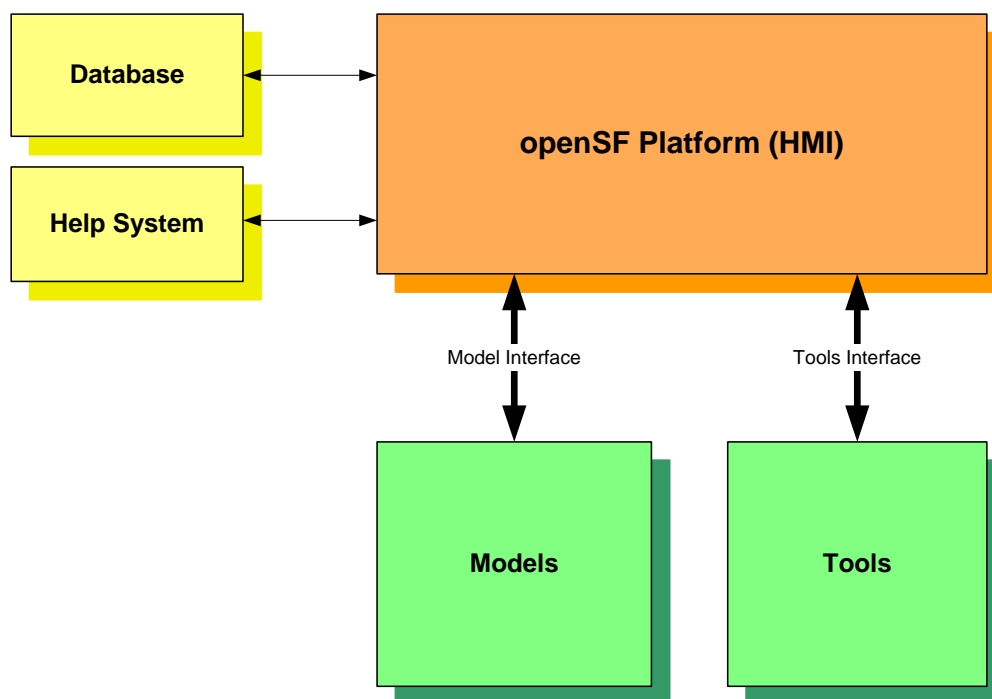 Database
openSF Platform (HMI)
Help System
Model Interface
Tools Interface
Models
Tools